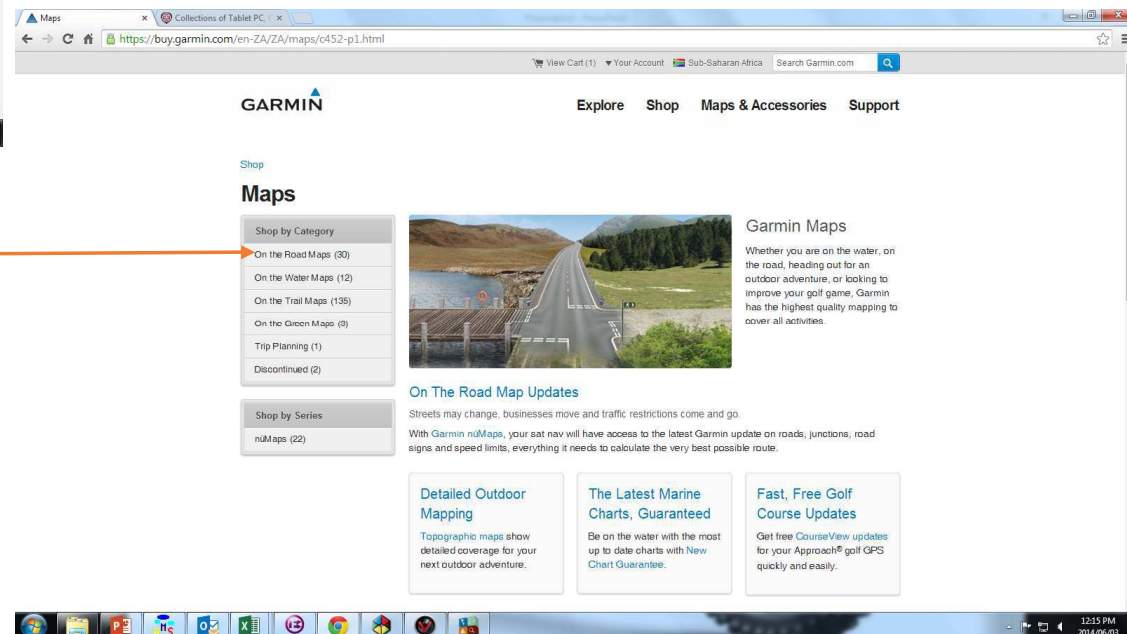 Maps
Collections of Tablet PC, (
https://buy.garmin.com/en-ZA/ZA/maps/c452-p1.html
View Cart (1) ▼ Your Account Sub-Saharan Africa Search Garmin.com
GARMIN
Explore Shop Maps & Accessories Support
Shop
Maps
Shop by Category
On the Road Maps (30)
On the Water Maps (12)
On the Trail Maps (135)
On the Green Maps (3)
Trip Planning (1)
Discontinued (2)
Shop by Series
nüMaps (22)
Garmin Maps
Whether you are on the water, on
the road, heading out for an
outdoor adventure, or looking to
improve your golf game, Garmin
has the highest quality mapping to
cover all activities.
On The Road Map Updates
Streets may change, businesses move and traffic restrictions come and go.
With Garmin nüMaps, your sat nav will have access to the latest Garmin update on roads, junctions, road
signs and speed limits, everything it needs to calculate the very best possible route.
Detailed Outdoor
Mapping
Topographic maps show
detailed coverage for your
next outdoor adventure.
The Latest Marine
Charts, Guaranteed
Be on the water with the most
up to date charts with New
Chart Guarantee.
Fast, Free Golf
Course Updates
Get free CourseView updates
for your Approach® golf GPS
quickly and easily.
12:15 PM
2014/06/03